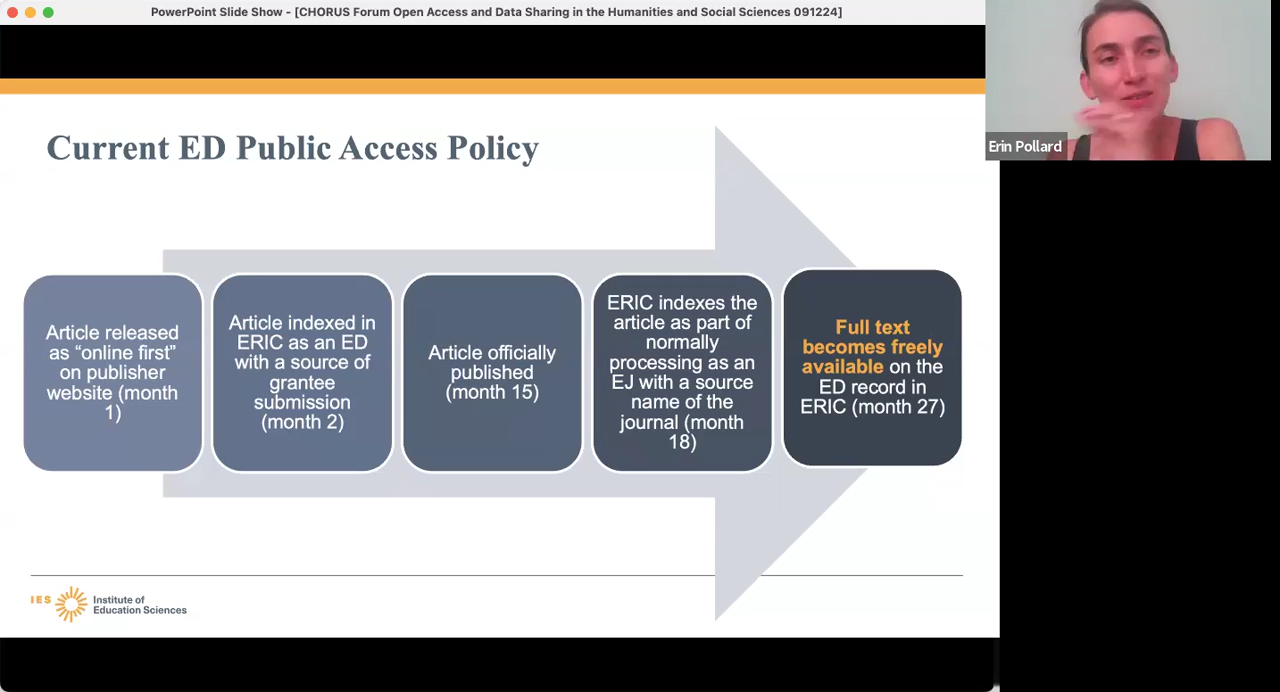 PowerPoint Slide Show - [CHORUS Forum Open Access and Data Sharing in the Humanities and Social Sciences 091224]
Erin Pollard
Current ED Public Access Policy
Article released
as “online first”
on publisher
website (month
1)
Article indexed in
ERIC as an ED
with a source of
grantee
submission
(month 2)
Article officially
published
(month 15)
ERIC indexes the
article as part of
normally
processing as an
EJ with a source
name of the
journal (month
18)
Full text
becomes freely
available on the
ED record in
ERIC (month 27)
IES
Institute of
Education Sciences